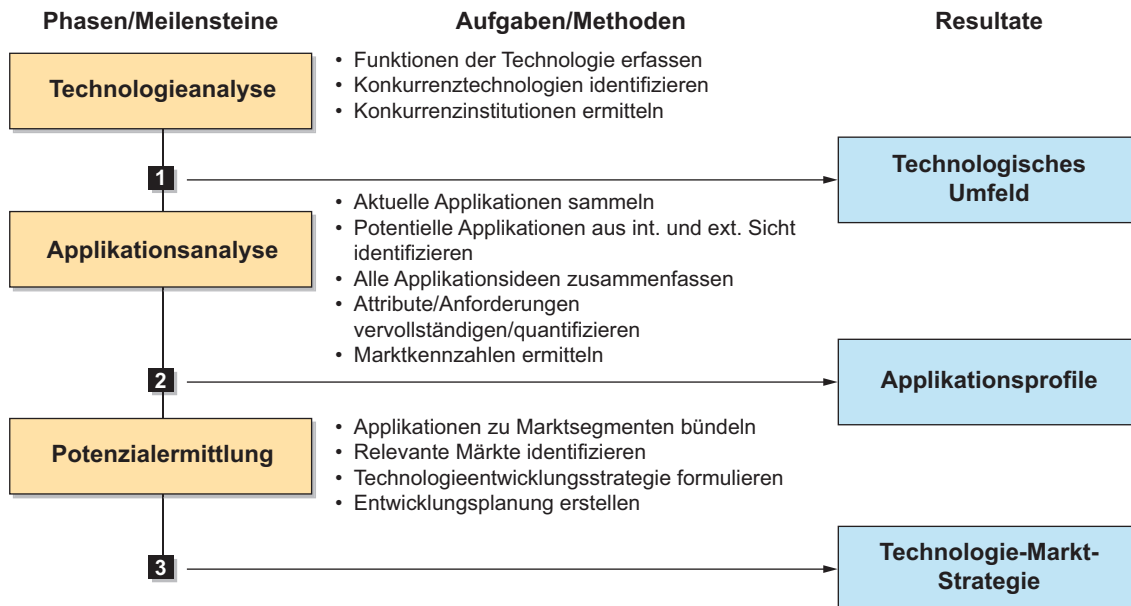 Phasen/Meilensteine
Aufgaben/Methoden
Resultate
Technologieanalyse
• Funktionen der Technologie erfassen
• Konkurrenztechnologien identifizieren
• Konkurrenzinstitutionen ermitteln
1
Technologisches
Umfeld
Applikationsanalyse
• Aktuelle Applikationen sammeln
• Potentielle Applikationen aus int. und ext. Sicht
identifizieren
• Alle Applikationsideen zusammenfassen
• Attribute/Anforderungen
vervollständigen/quantifizieren
• Marktkennzahlen ermitteln
2
Applikationsprofile
Potenzialermittlung
• Applikationen zu Marktsegmenten bündeln
• Relevante Märkte identifizieren
• Technologieentwicklungsstrategie formulieren
• Entwicklungsplanung erstellen
3
Technologie-Markt-
Strategie